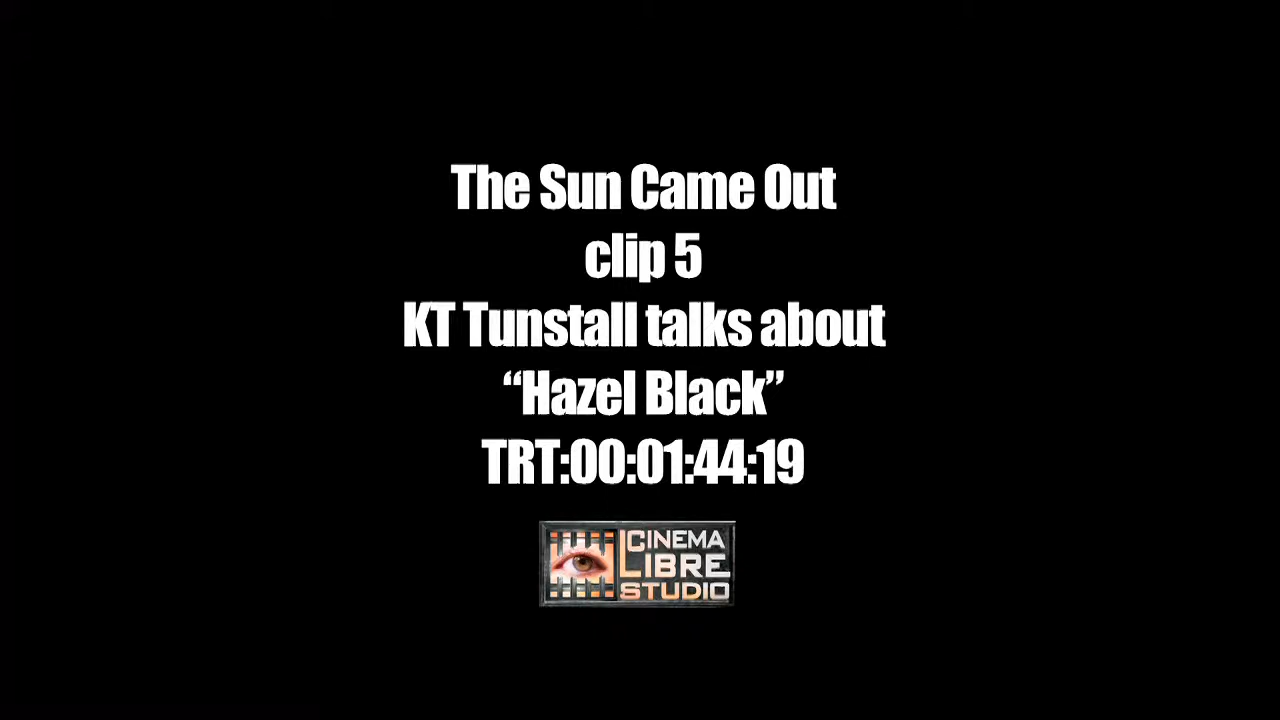 The Sun Came Out
clip 5
KT Tunstall talks about
“Hazel Black”
TRT:00:01:44:19
CINEMA
LIBRE
STUDIO